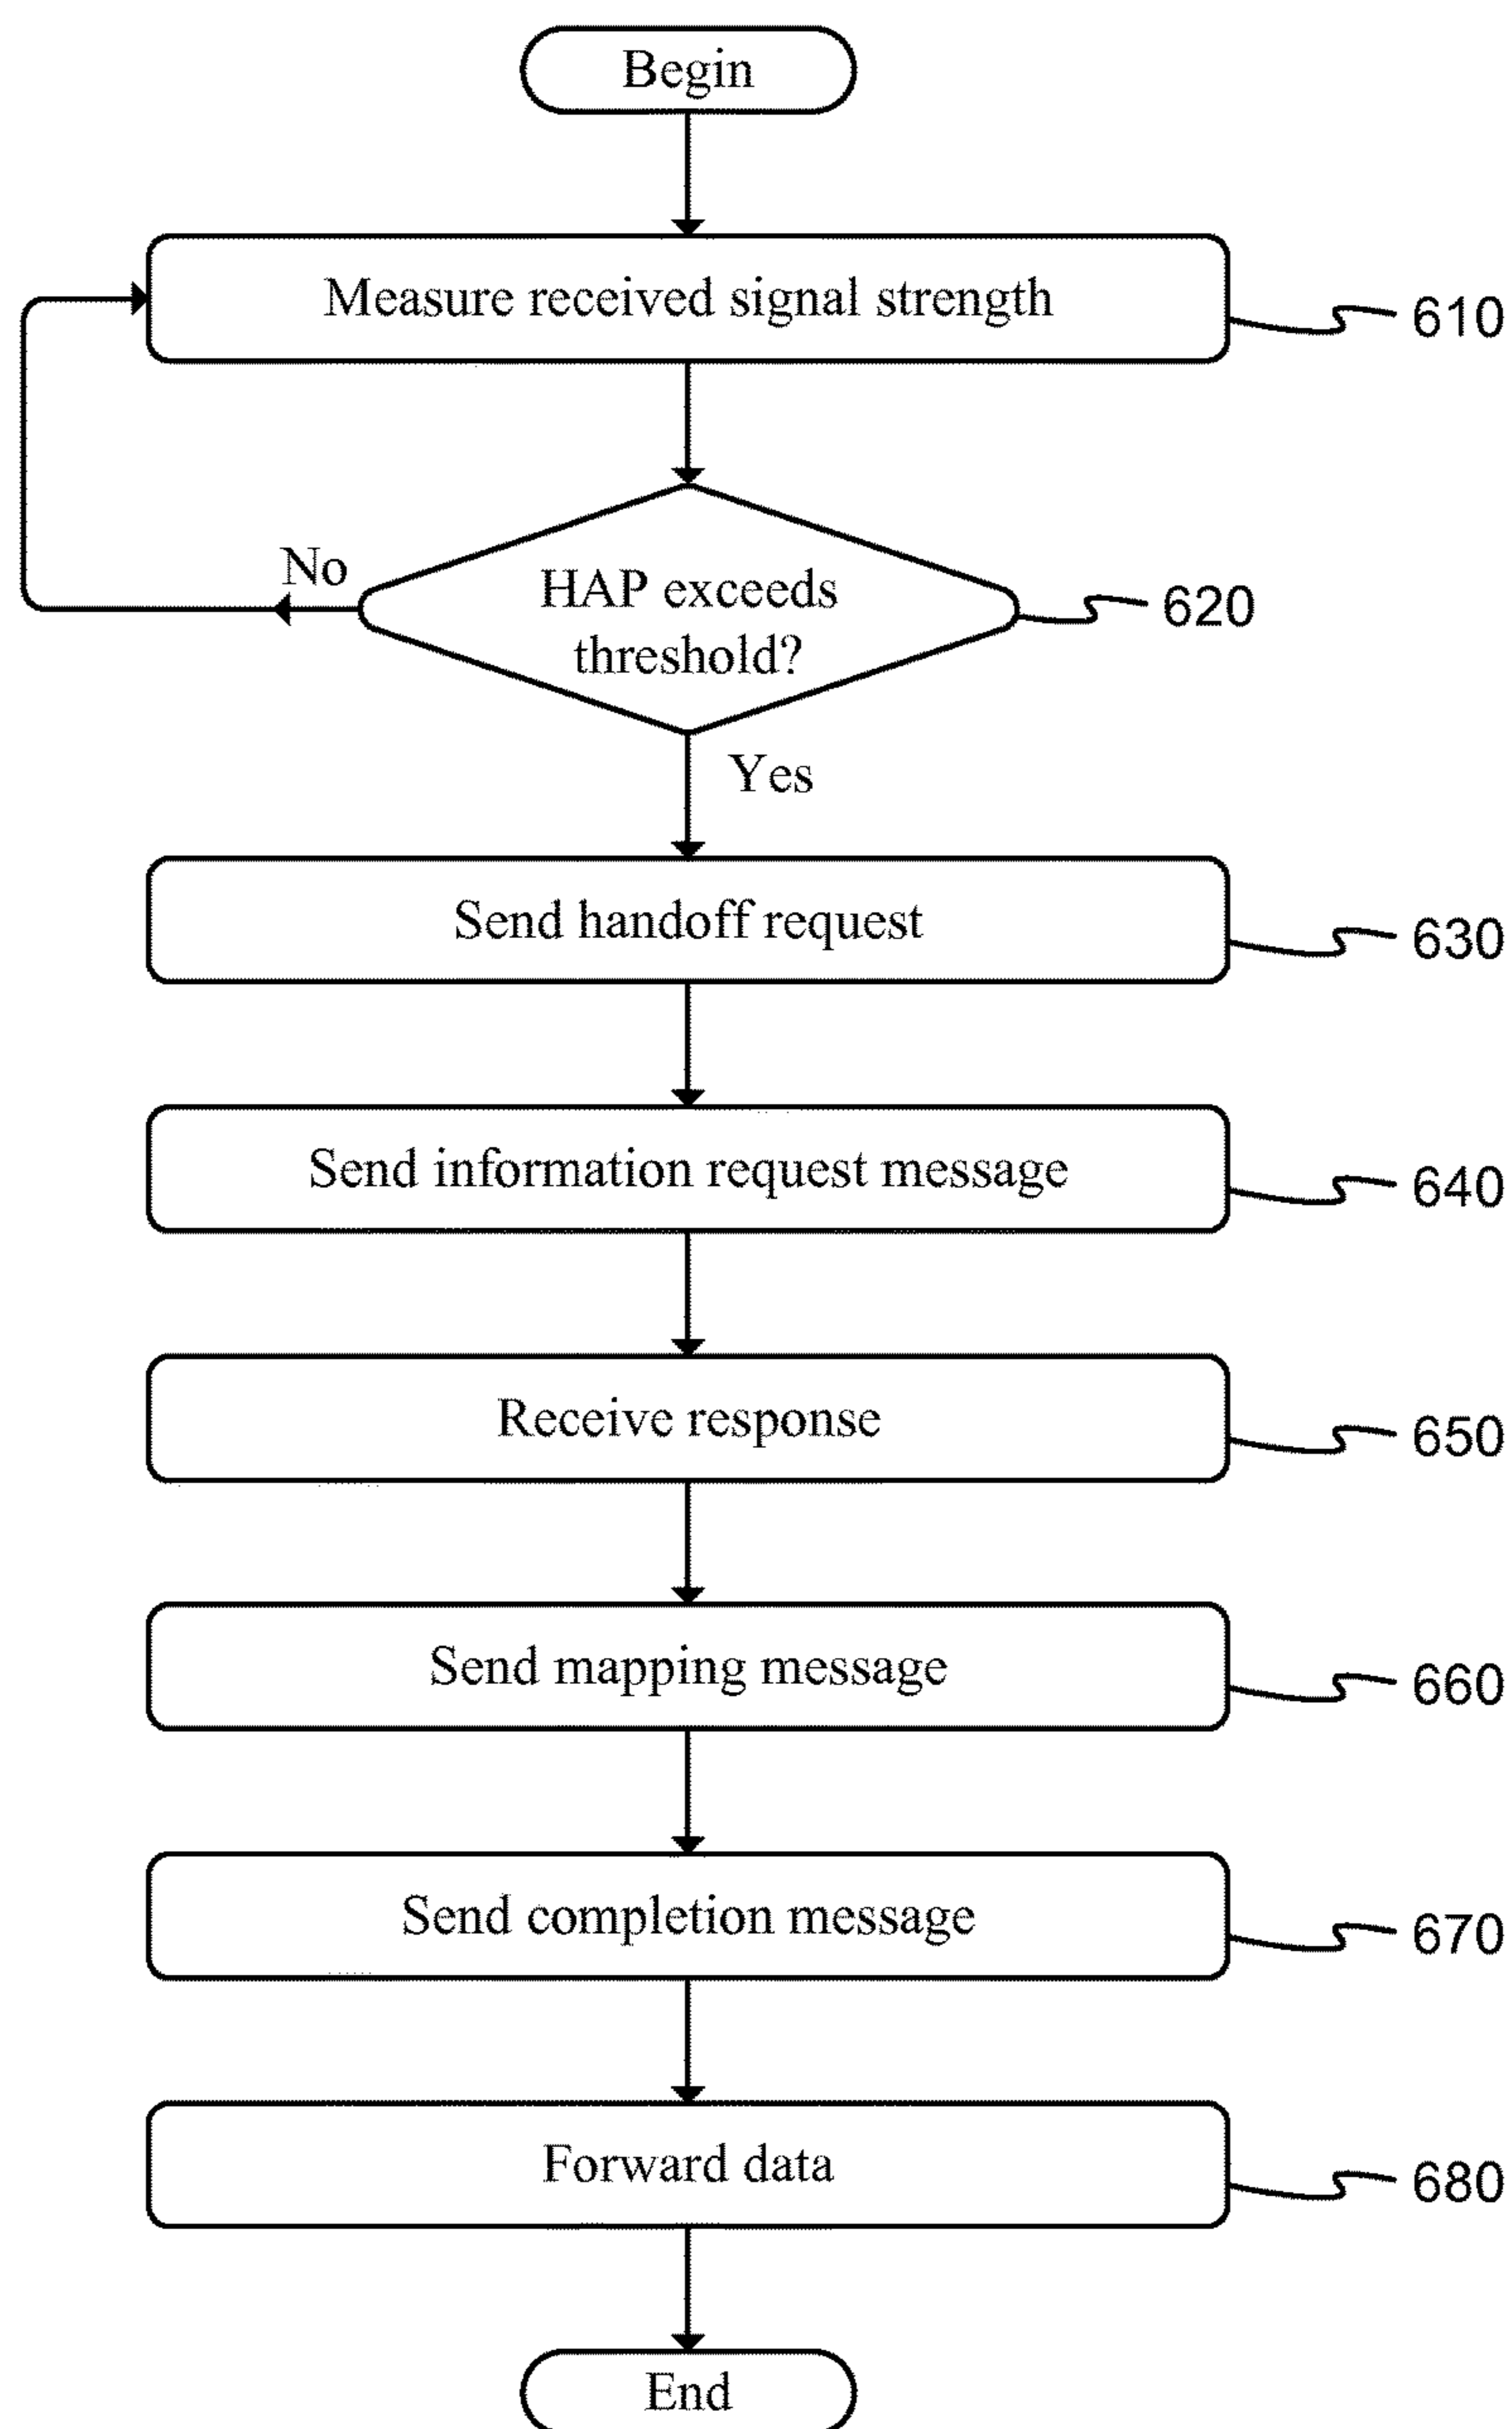 Begin
Measure received signal strength
610
No
HAP exceeds
threshold?
620
Yes
Send handoff request
630
Send information request message
640
Receive response
650
Send mapping message
660
Send completion message
670
Forward data
680
End